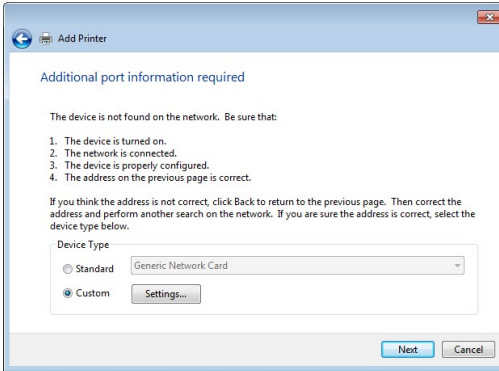 Add Printer
Additional port information required
The device is not found on the network. Be sure that:
1. The device is turned on.
2. The network is connected.
3. The device is properly configured.
4. The address on the previous page is correct.
If you think the address is not correct, click Back to return to the previous page. Then correct the
address and perform another search on the network. If you are sure the address is correct, select the
device type below.
Device Type
Standard Generic Network Card
Custom Settings...
Next Cancel